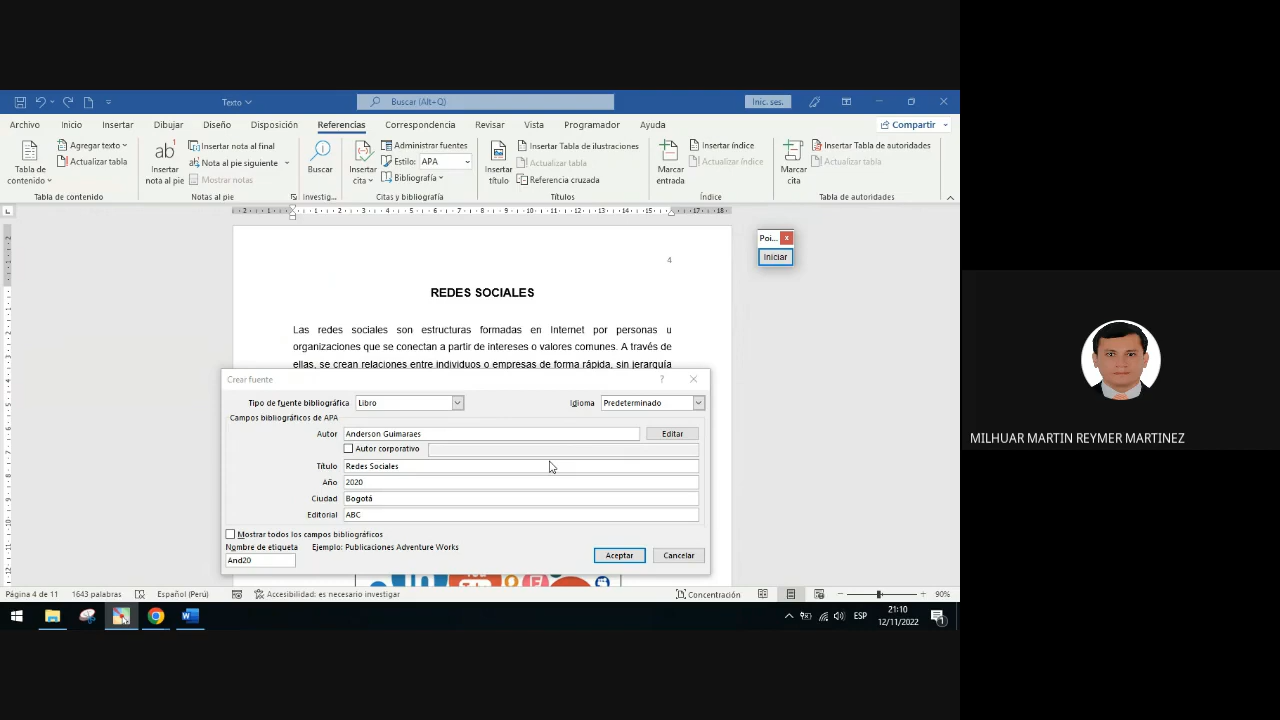 Texto
Buscar (Alt+Q)
Inic. ses.
Archivo Inicio Insertar Dibujar Diseño Disposición Referencias Correspondencia Revisar Vista Programador Ayuda Compartir
Tabla de contenido
Agregar texto
Actualizar tabla
Tabla de contenido
ab
Insertar nota al pie
Insertar nota al final
Nota al pie siguiente
Mostrar notas
Notas al pie
Buscar
Investig...
Insertar cita
Administrar fuentes
Estilo: APA
Bibliografía
Citas y bibliografía
Insertar título
Insertar Tabla de ilustraciones
Actualizar tabla
Referencia cruzada
Títulos
Marcar entrada
Insertar índice
Actualizar índice
Índice
Marcar cita
Insertar Tabla de autoridades
Actualizar tabla
Tabla de autoridades
Poi...
Iniciar
4
REDES SOCIALES
Las redes sociales son estructuras formadas en Internet por personas u
organizaciones que se conectan a partir de intereses o valores comunes. A través de
ellas, se crean relaciones entre individuos o empresas de forma rápida, sin jerarquía
Crear fuente
Tipo de fuente bibliográfica Libro Idioma Predeterminado
Campos bibliográficos de APA
Autor Anderson Guimaraes Editar
Autor corporativo
Título Redes Sociales
Año 2020
Ciudad Bogotá
Editorial ABC
Mostrar todos los campos bibliográficos
Nombre de etiqueta Ejemplo: Publicaciones Adventure Works
And20
Aceptar Cancelar
Página 4 de 11 1643 palabras Español (Perú) Accesibilidad: es necesario investigar Concentración 90%
ESP
21:10
12/11/2022
MILHUAR MARTIN REYMER MARTINEZ